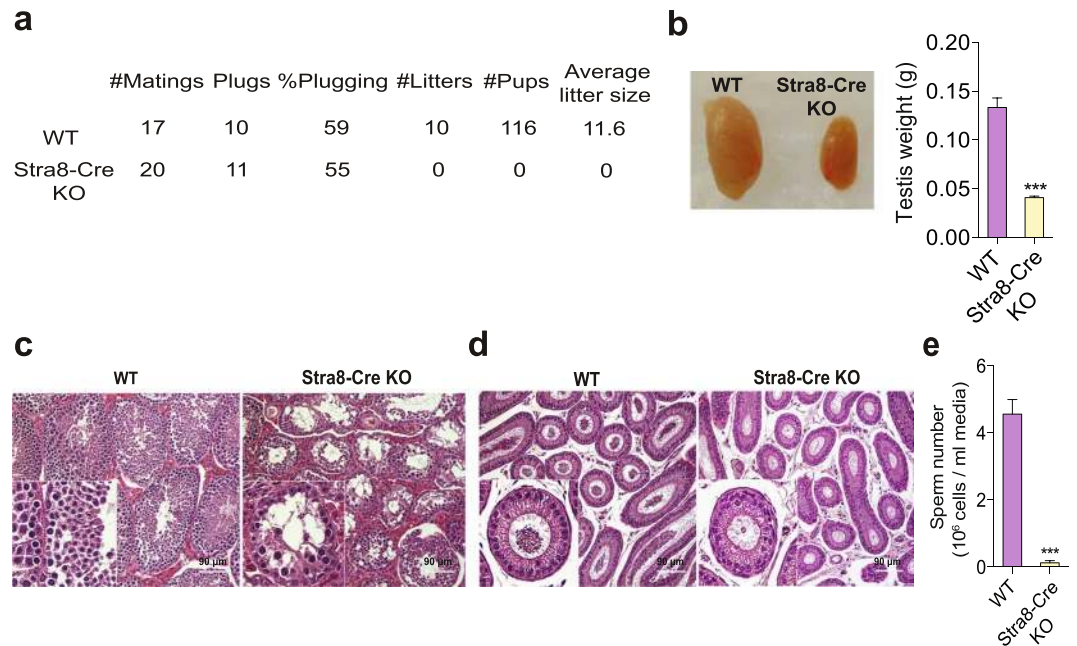 a
#Matings Plugs %Plugging #Litters #Pups Average litter size
WT 17 10 59 10 116 11.6
Stra8-Cre KO 20 11 55 0 0 0
b
WT
Stra8-Cre
KO
Testis weight (g)
0.20
0.15
0.10
0.05
0.00
***
WT
Stra8-Cre
KO
c
WT
Stra8-Cre KO
90 µm
90 µm
d
WT
Stra8-Cre KO
90 µm
90 µm
e
Sperm number
(10⁶ cells / ml media)
6
4
2
0
***
WT
Stra8-Cre
KO